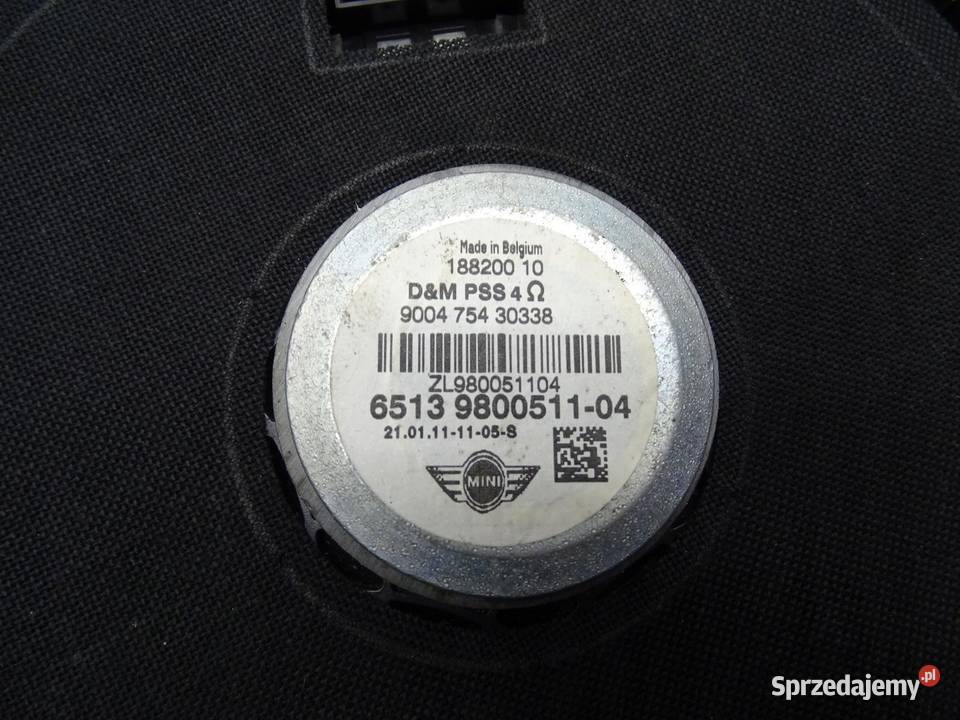 Made in Belgium
188200 10
D&M PSS 4 Ω
9004 754 30338
ZL980051104
6513 9800511-04
21.01.11-11-05-S
MINI
Sprzedajemy.pl